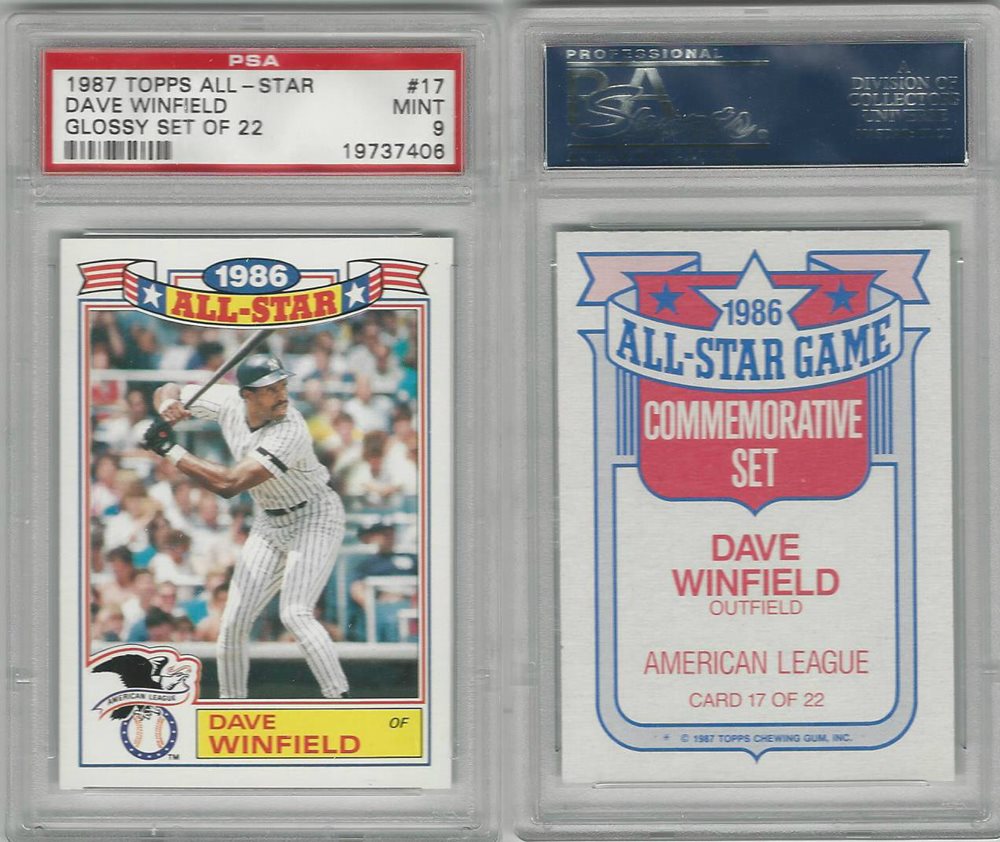 PSA
1987 TOPPS ALL-STAR #17
DAVE WINFIELD MINT
GLOSSY SET OF 22 9
19737406
1986
ALL-STAR
AMERICAN LEAGUE
TM
DAVE OF
WINFIELD
PROFESSIONAL
PSA
A
DIVISION OF
COLLECTORS
UNIVERSE
1986
ALL-STAR GAME
COMMEMORATIVE
SET
DAVE
WINFIELD
OUTFIELD
AMERICAN LEAGUE
CARD 17 OF 22
* © 1987 TOPPS CHEWING GUM, INC.